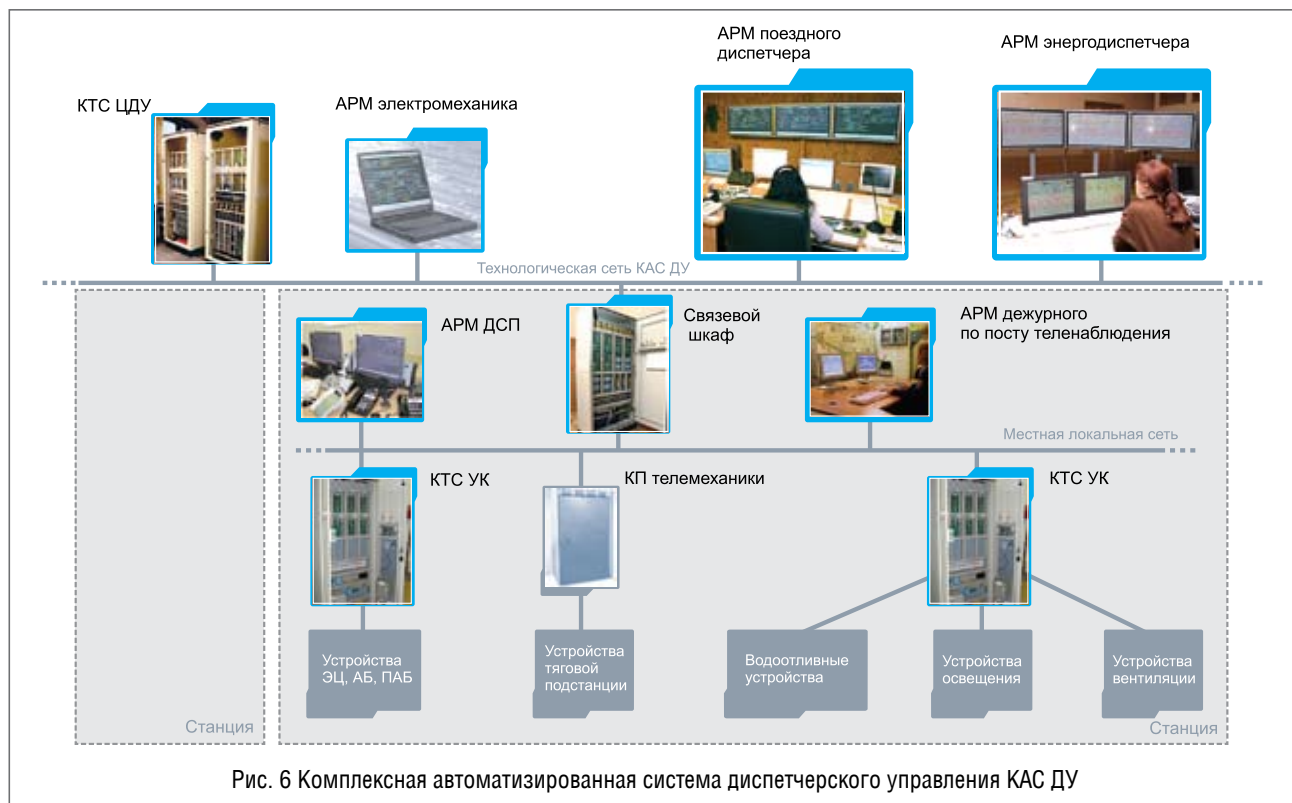 КТС ЦДУ
АРМ электромеханика
АРМ поездного
диспетчера
АРМ энергодиспетчера
Технологическая сеть КАС ДУ
АРМ ДСП
Связевой
шкаф
АРМ дежурного
по посту теленаблюдения
Местная локальная сеть
КТС УК
КП телемеханики
КТС УК
Устройства
ЭЦ, АБ, ПАБ
Устройства
тяговой
подстанции
Водоотливные
устройства
Устройства
освещения
Устройства
вентиляции
Станция
Станция
Рис. 6 Комплексная автоматизированная система диспетчерского управления КАС ДУ